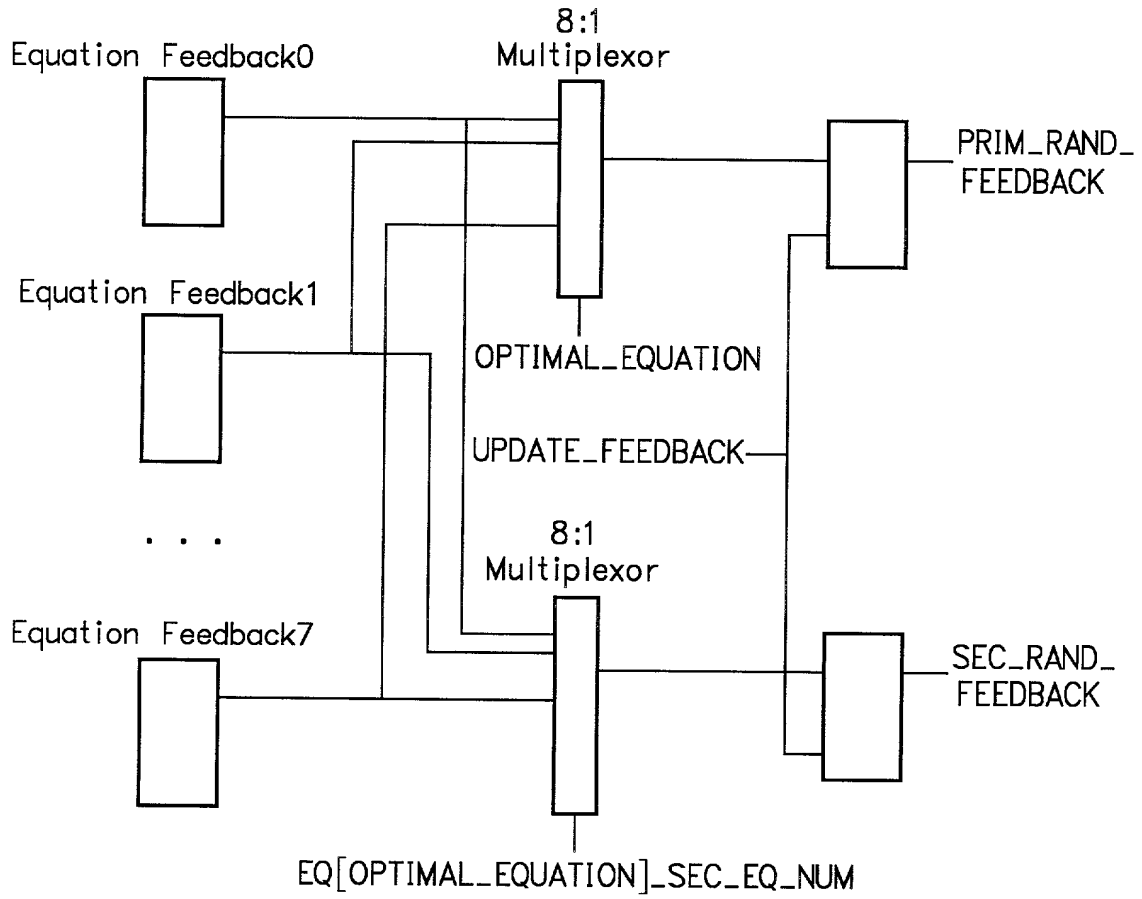 8:1
Multiplexor
Equation Feedback0
PRIM_RAND_
FEEDBACK
Equation Feedback1
OPTIMAL_EQUATION
UPDATE_FEEDBACK
. . .
8:1
Multiplexor
Equation Feedback7
SEC_RAND_
FEEDBACK
EQ[OPTIMAL_EQUATION]_SEC_EQ_NUM